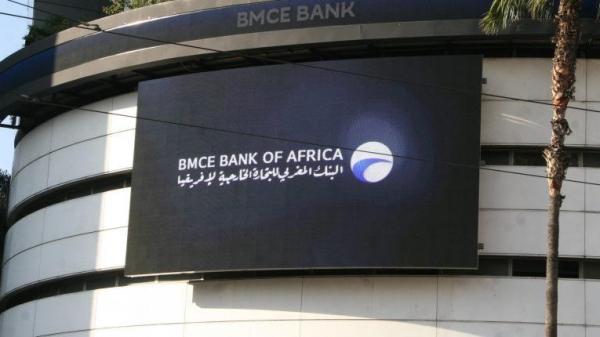 BMCE BANK
BMCE BANK OF AFRICA
البنك المغربي للتجارة الخارجية لإفريقيا